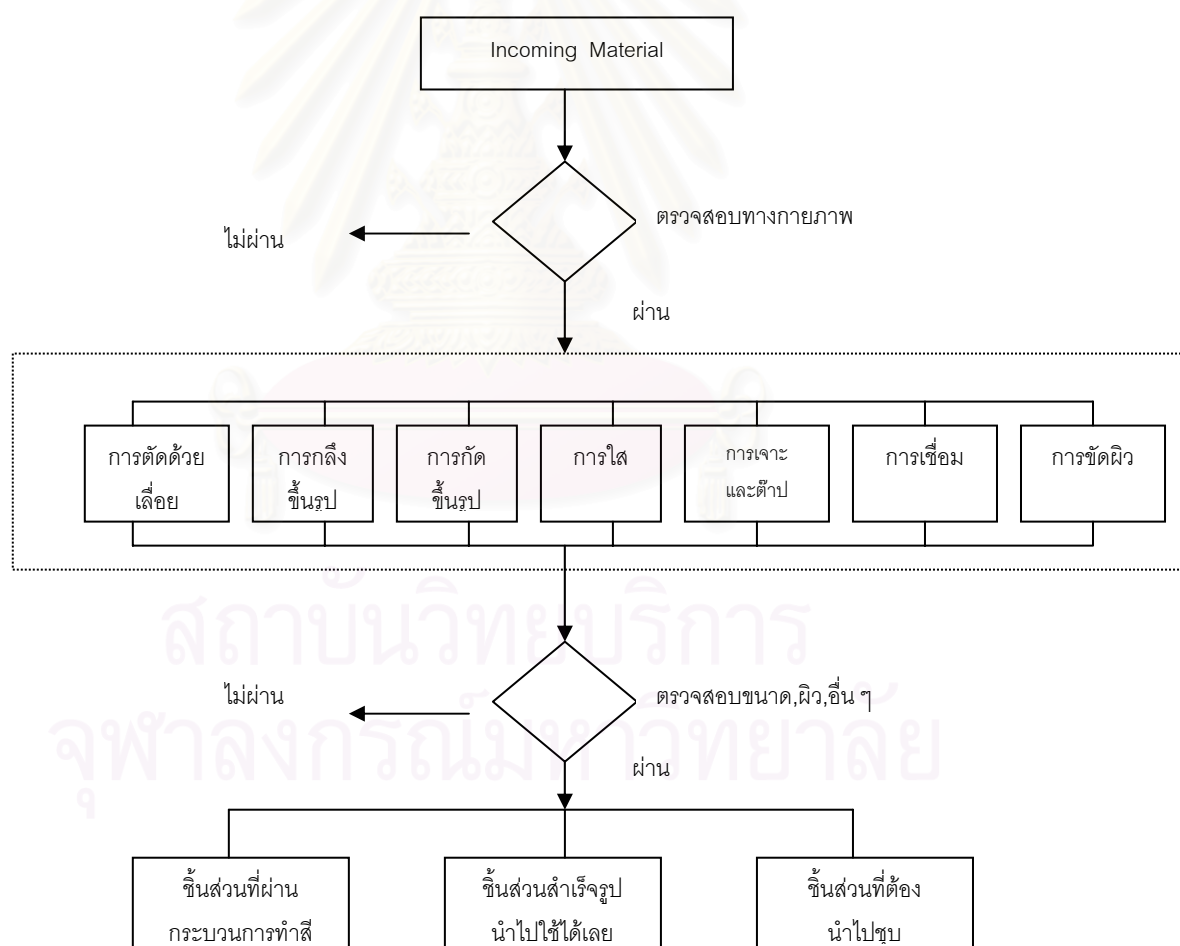 Incoming Material
ตรวจสอบทางกายภาพ
ไม่ผ่าน
ผ่าน
การตัดด้วย
เลื่อย
การกลึง
ขึ้นรูป
การกัด
ขึ้นรูป
การใส
การเจาะ
และต๊าป
การเชื่อม
การขัดผิว
สถาบันวิทยบริการ
ไม่ผ่าน
ตรวจสอบขนาด,ผิว,อื่น ๆ
จุฬาลงกรณ์มหาวิทยาลัย
ผ่าน
ชิ้นส่วนที่ผ่าน
กระบวนการทำสี
ชิ้นส่วนสำเร็จรูป
นำไปใช้ได้เลย
ชิ้นส่วนที่ต้อง
นำไปชุบ